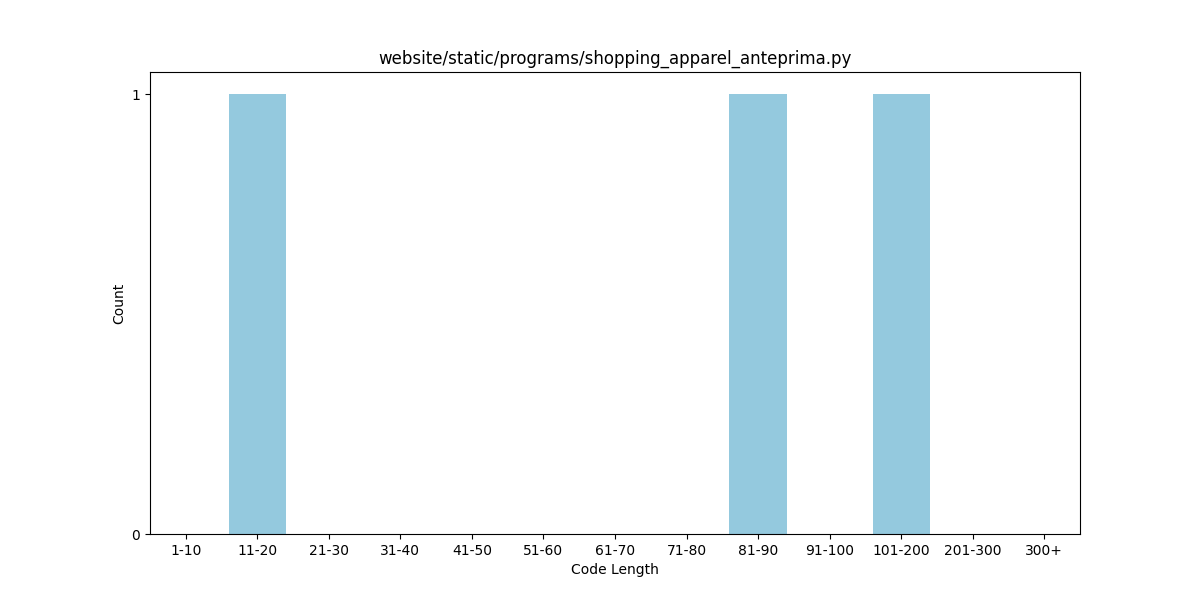 website/static/programs/shopping_apparel_anteprima.py
1
Count
0
1-10 11-20 21-30 31-40 41-50 51-60 61-70 71-80 81-90 91-100 101-200 201-300 300+
Code Length